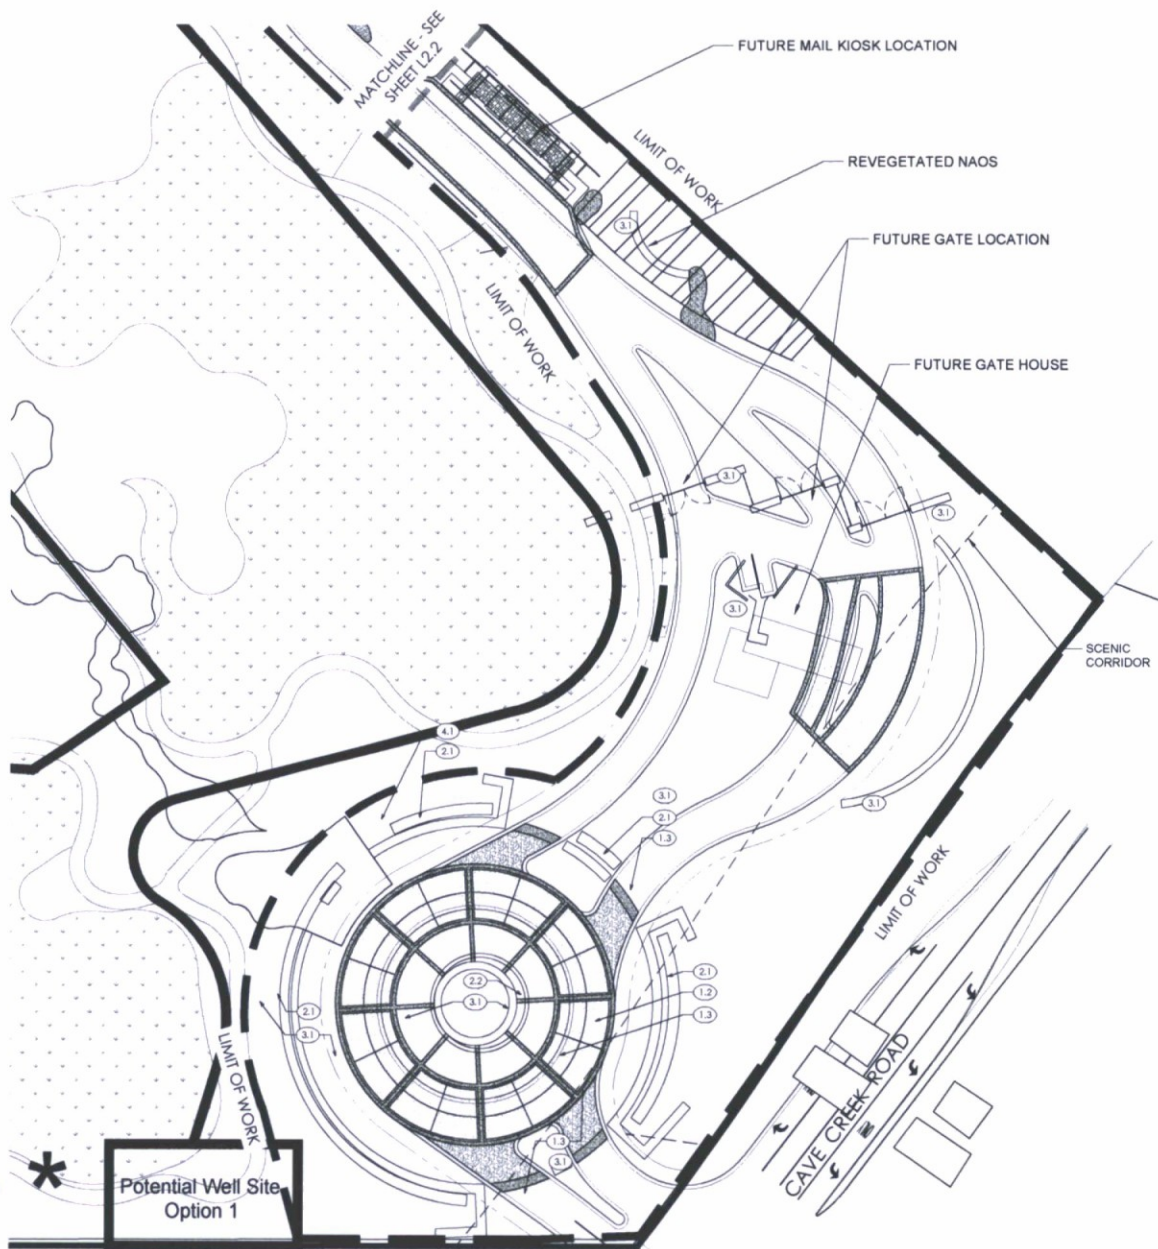 MATCHLINE - SEE
SHEET L2.2
FUTURE MAIL KIOSK LOCATION
LIMIT OF WORK
REVEGETATED NAOS
3.1
FUTURE GATE LOCATION
LIMIT OF WORK
FUTURE GATE HOUSE
3.1
3.1
3.1
SCENIC
CORRIDOR
4.1
2.1
3.1
3.1
2.1
1.3
LIMIT OF WORK
2.1
2.2
1.2
3.1
2.1
3.1
1.3
LIMIT OF WORK
CAVE CREEK ROAD
1.3
3.1
*
Potential Well Site
Option 1